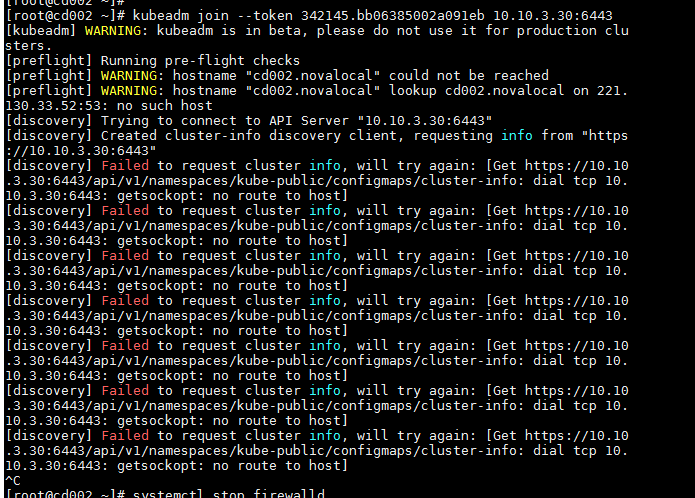 [root@cd002 ~]#
[root@cd002 ~]# kubeadm join --token 342145.bb06385002a091eb 10.10.3.30:6443
[kubeadm] WARNING: kubeadm is in beta, please do not use it for production clu
sters.
[preflight] Running pre-flight checks
[preflight] WARNING: hostname "cd002.novalocal" could not be reached
[preflight] WARNING: hostname "cd002.novalocal" lookup cd002.novalocal on 221.
130.33.52:53: no such host
[discovery] Trying to connect to API Server "10.10.3.30:6443"
[discovery] Created cluster-info discovery client, requesting info from "https
://10.10.3.30:6443"
[discovery] Failed to request cluster info, will try again: [Get https://10.10
.3.30:6443/api/v1/namespaces/kube-public/configmaps/cluster-info: dial tcp 10.
10.3.30:6443: getsockopt: no route to host]
[discovery] Failed to request cluster info, will try again: [Get https://10.10
.3.30:6443/api/v1/namespaces/kube-public/configmaps/cluster-info: dial tcp 10.
10.3.30:6443: getsockopt: no route to host]
[discovery] Failed to request cluster info, will try again: [Get https://10.10
.3.30:6443/api/v1/namespaces/kube-public/configmaps/cluster-info: dial tcp 10.
10.3.30:6443: getsockopt: no route to host]
[discovery] Failed to request cluster info, will try again: [Get https://10.10
.3.30:6443/api/v1/namespaces/kube-public/configmaps/cluster-info: dial tcp 10.
10.3.30:6443: getsockopt: no route to host]
[discovery] Failed to request cluster info, will try again: [Get https://10.10
.3.30:6443/api/v1/namespaces/kube-public/configmaps/cluster-info: dial tcp 10.
10.3.30:6443: getsockopt: no route to host]
[discovery] Failed to request cluster info, will try again: [Get https://10.10
.3.30:6443/api/v1/namespaces/kube-public/configmaps/cluster-info: dial tcp 10.
10.3.30:6443: getsockopt: no route to host]
[discovery] Failed to request cluster info, will try again: [Get https://10.10
.3.30:6443/api/v1/namespaces/kube-public/configmaps/cluster-info: dial tcp 10.
10.3.30:6443: getsockopt: no route to host]
^C
[root@cd002 ~]# systemctl stop firewalld